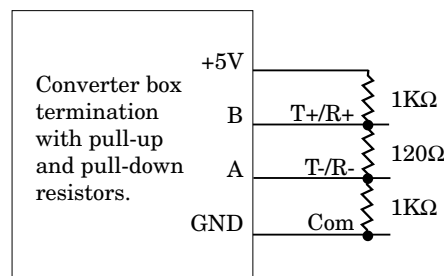 Converter box
termination
with pull-up
and pull-down
resistors.
+5V
B
A
GND
T+/R+
T-/R-
Com
1KΩ
120Ω
1KΩ